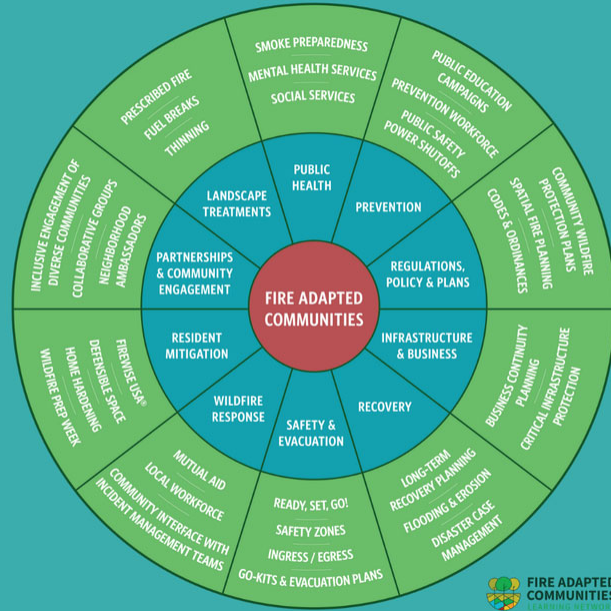 FIRE ADAPTED
COMMUNITIES
PUBLIC
HEALTH
SMOKE PREPAREDNESS
MENTAL HEALTH SERVICES
SOCIAL SERVICES
PREVENTION
PUBLIC EDUCATION
CAMPAIGNS
PREVENTION WORKFORCE
PUBLIC SAFETY
POWER SHUTOFFS
REGULATIONS,
POLICY & PLANS
COMMUNITY WILDFIRE
PROTECTION PLANS
SPATIAL FIRE PLANNING
CODES & ORDINANCES
INFRASTRUCTURE
& BUSINESS
BUSINESS CONTINUITY
PLANNING
CRITICAL INFRASTRUCTURE
PROTECTION
RECOVERY
LONG-TERM
RECOVERY PLANNING
FLOODING & EROSION
DISASTER CASE
MANAGEMENT
SAFETY &
EVACUATION
READY, SET, GO!
SAFETY ZONES
INGRESS / EGRESS
GO-KITS & EVACUATION PLANS
WILDFIRE
RESPONSE
MUTUAL AID
LOCAL WORKFORCE
COMMUNITY INTERFACE WITH
INCIDENT MANAGEMENT TEAMS
RESIDENT
MITIGATION
FIREWISE USA®
DEFENSIBLE SPACE
HOME HARDENING
WILDFIRE PREP WEEK
PARTNERSHIPS
& COMMUNITY
ENGAGEMENT
INCLUSIVE ENGAGEMENT OF
DIVERSE COMMUNITIES
COLLABORATIVE GROUPS
NEIGHBORHOOD
AMBASSADORS
LANDSCAPE
TREATMENTS
PRESCRIBED FIRE
FUEL BREAKS
THINNING
FIRE ADAPTED
COMMUNITIES
LEARNING NETWORK